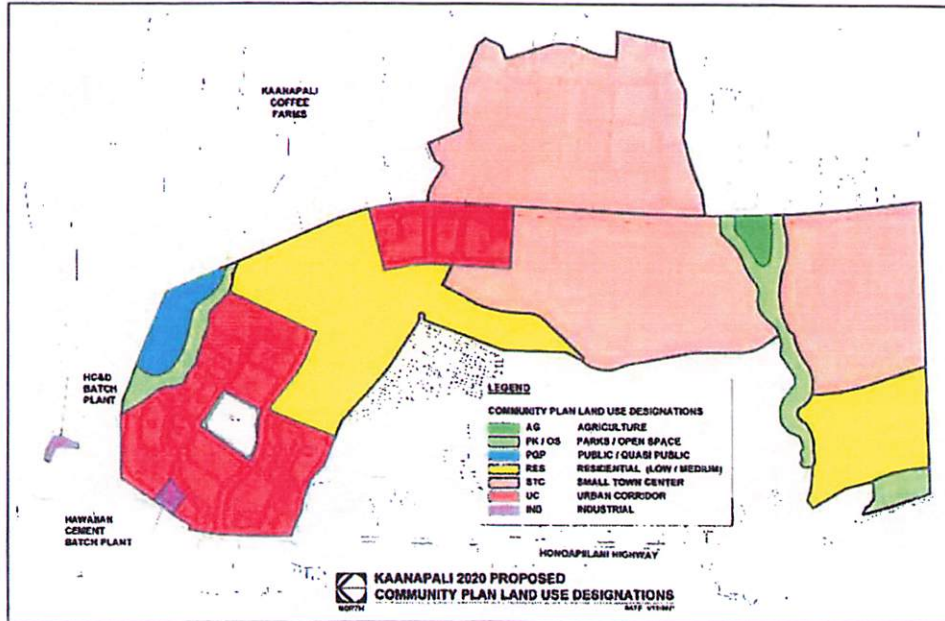 KAANAPALI
COFFEE
FARMS
HC&D
BATCH
PLANT
LEGEND
COMMUNITY PLAN LAND USE DESIGNATIONS
AG AGRICULTURE
PK / OS PARKS / OPEN SPACE
PQP PUBLIC / QUASI PUBLIC
RES RESIDENTIAL (LOW / MEDIUM)
STC SMALL TOWN CENTER
UC URBAN CORRIDOR
IND INDUSTRIAL
HAWAIIAN
CEMENT
BATCH PLANT
HONOAPIILANI HIGHWAY
KAANAPALI 2020 PROPOSED
COMMUNITY PLAN LAND USE DESIGNATIONS
NORTH
DATE